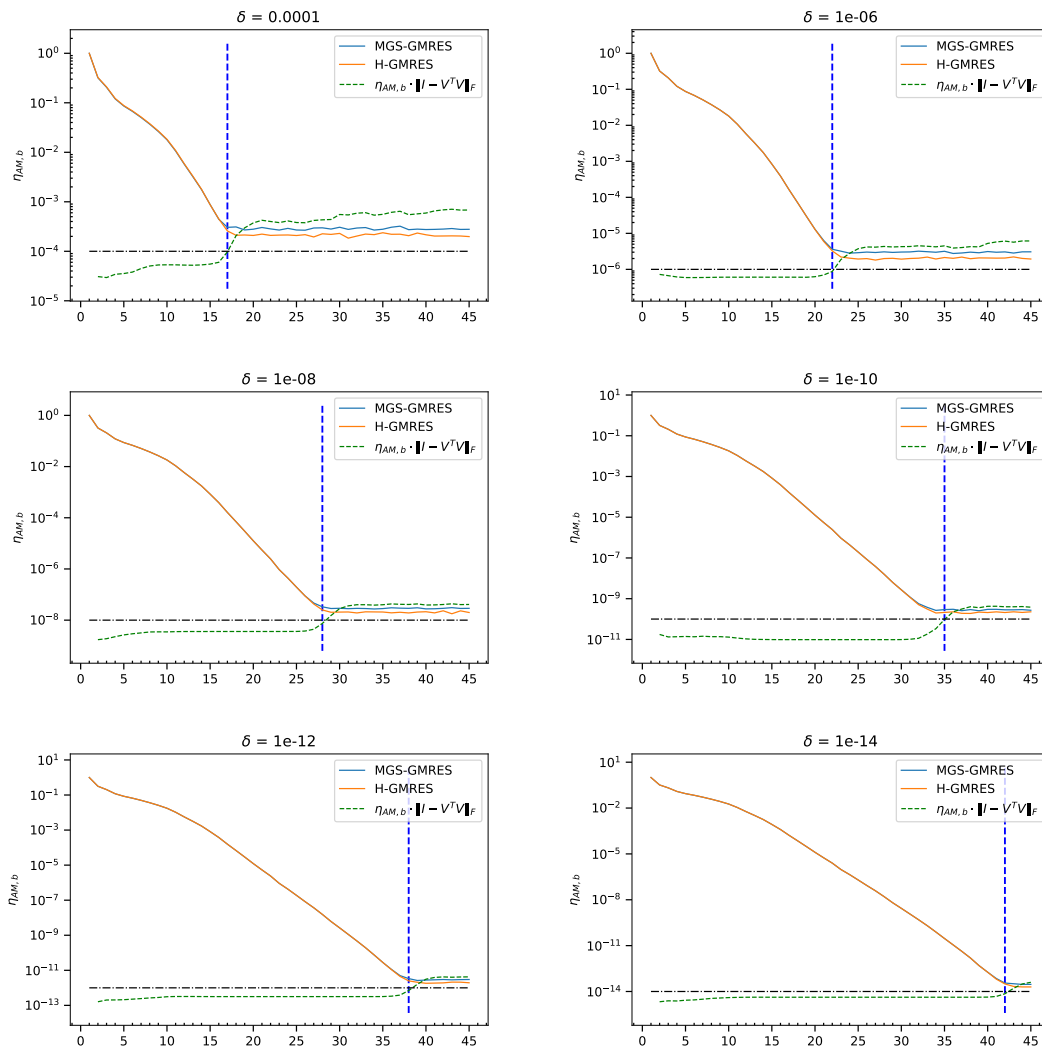 δ = 0.0001
MGS-GMRES
H-GMRES
η_{AM, b} · ‖I − V^T V‖_F
η_{AM, b}
10^0
10^{-1}
10^{-2}
10^{-3}
10^{-4}
10^{-5}
0 5 10 15 20 25 30 35 40 45
δ = 1e-06
MGS-GMRES
H-GMRES
η_{AM, b} · ‖I − V^T V‖_F
η_{AM, b}
10^0
10^{-1}
10^{-2}
10^{-3}
10^{-4}
10^{-5}
10^{-6}
0 5 10 15 20 25 30 35 40 45
δ = 1e-08
MGS-GMRES
H-GMRES
η_{AM, b} · ‖I − V^T V‖_F
η_{AM, b}
10^0
10^{-2}
10^{-4}
10^{-6}
10^{-8}
0 5 10 15 20 25 30 35 40 45
δ = 1e-10
MGS-GMRES
H-GMRES
η_{AM, b} · ‖I − V^T V‖_F
η_{AM, b}
10^1
10^{-1}
10^{-3}
10^{-5}
10^{-7}
10^{-9}
10^{-11}
0 5 10 15 20 25 30 35 40 45
δ = 1e-12
MGS-GMRES
H-GMRES
η_{AM, b} · ‖I − V^T V‖_F
η_{AM, b}
10^1
10^{-1}
10^{-3}
10^{-5}
10^{-7}
10^{-9}
10^{-11}
10^{-13}
0 5 10 15 20 25 30 35 40 45
δ = 1e-14
MGS-GMRES
H-GMRES
η_{AM, b} · ‖I − V^T V‖_F
η_{AM, b}
10^1
10^{-2}
10^{-5}
10^{-8}
10^{-11}
10^{-14}
0 5 10 15 20 25 30 35 40 45